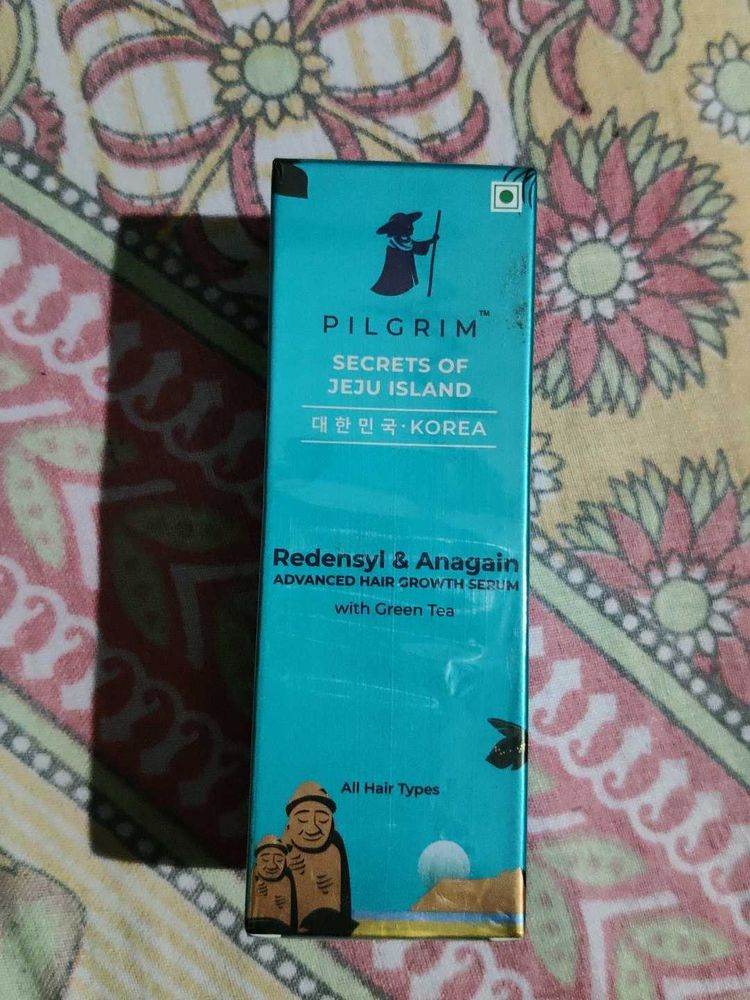 PILGRIM™
SECRETS OF
JEJU ISLAND
대한민국·KOREA
Redensyl & Anagain
ADVANCED HAIR GROWTH SERUM
with Green Tea
All Hair Types